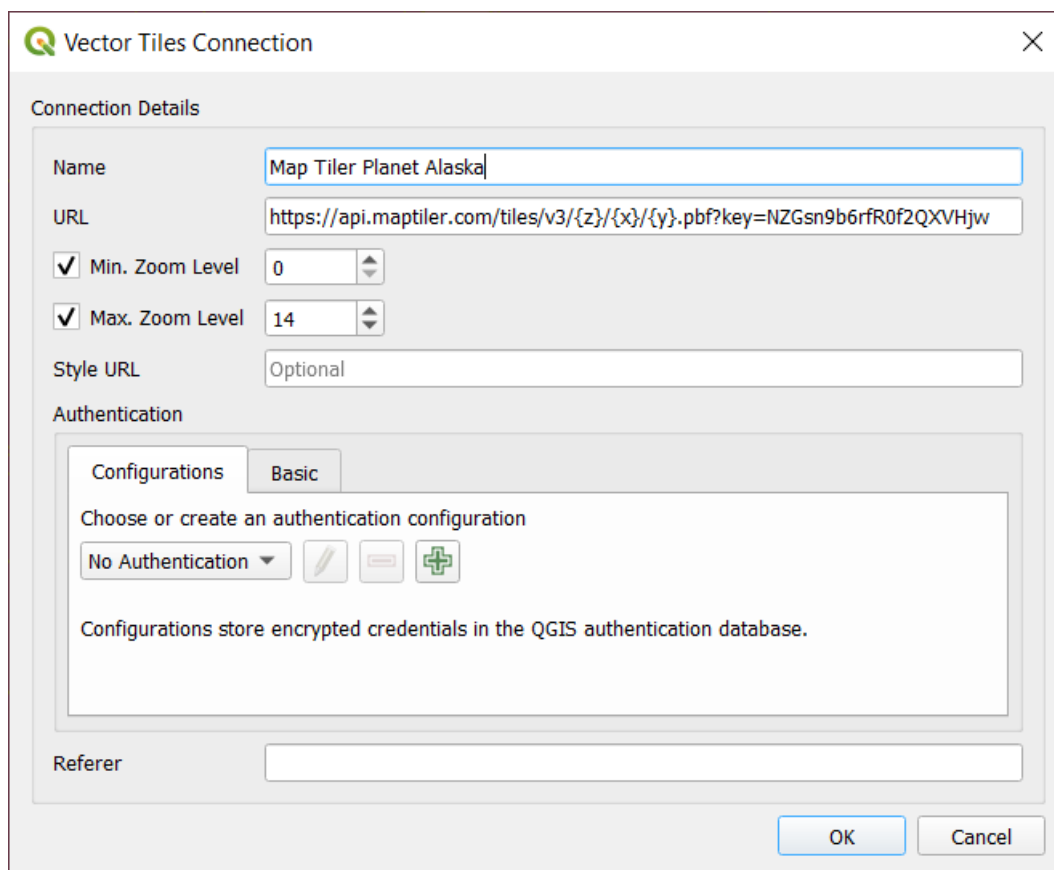 Vector Tiles Connection
Connection Details
Name Map Tiler Planet Alaska
URL https://api.maptiler.com/tiles/v3/{z}/{x}/{y}.pbf?key=NZGsn9b6rfR0f2QXVHjw
Min. Zoom Level 0
Max. Zoom Level 14
Style URL Optional
Authentication
Configurations Basic
Choose or create an authentication configuration
No Authentication
Configurations store encrypted credentials in the QGIS authentication database.
Referer
OK Cancel